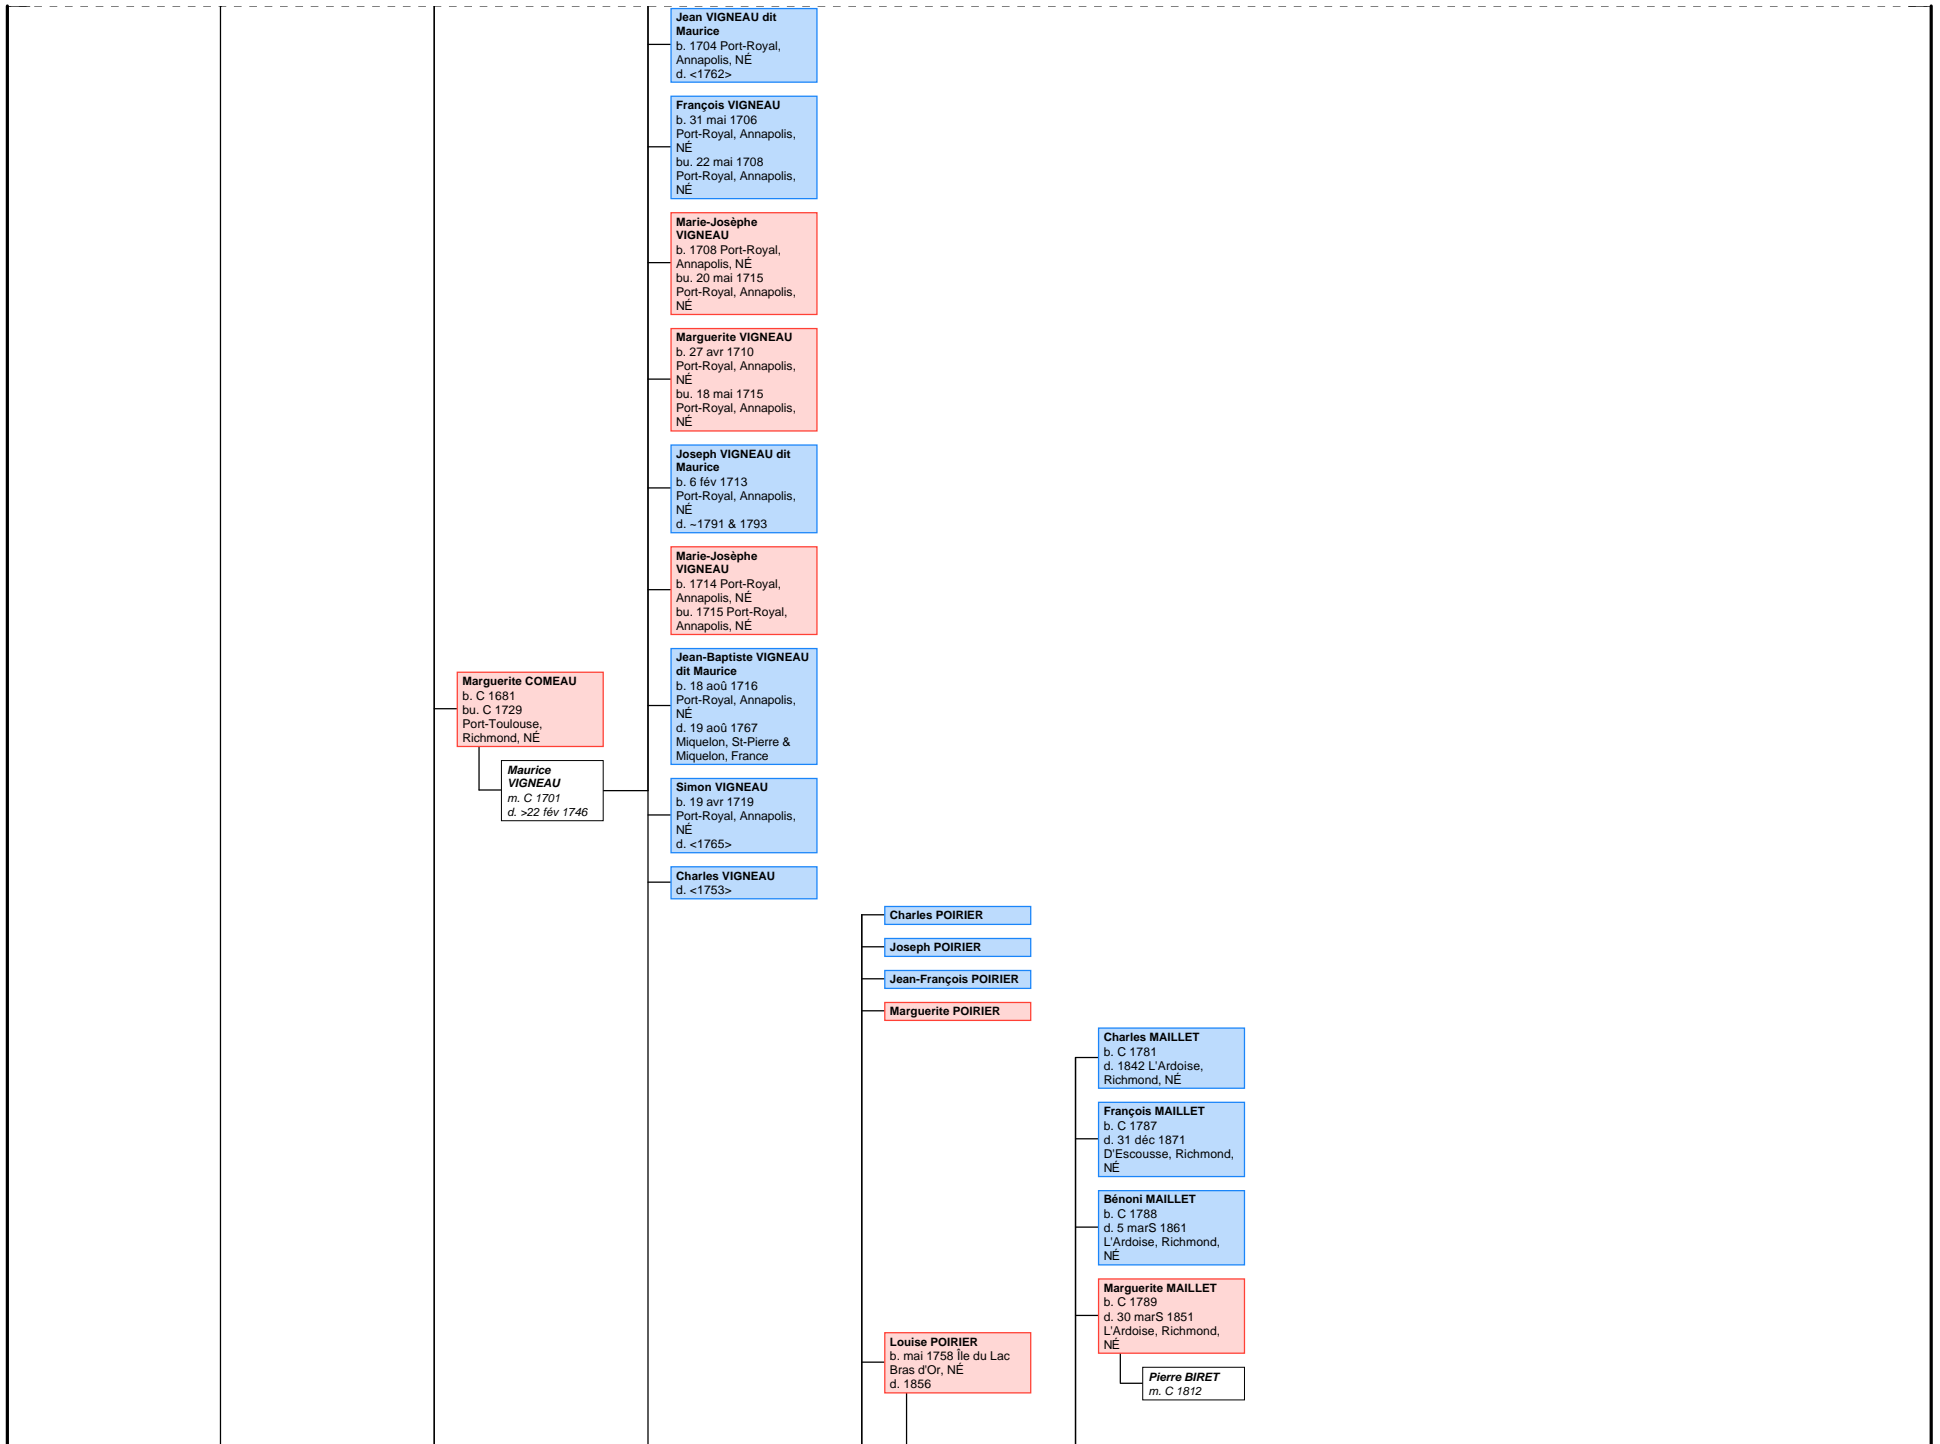 Jean VIGNEAU dit
Maurice
b. 1704 Port-Royal,
Annapolis, NÉ
d. <1762>
François VIGNEAU
b. 31 mai 1706
Port-Royal, Annapolis,
NÉ
bu. 22 mai 1708
Port-Royal, Annapolis,
NÉ
Marie-Josèphe
VIGNEAU
b. 1708 Port-Royal,
Annapolis, NÉ
bu. 20 mai 1715
Port-Royal, Annapolis,
NÉ
Marguerite VIGNEAU
b. 27 avr 1710
Port-Royal, Annapolis,
NÉ
bu. 18 mai 1715
Port-Royal, Annapolis,
NÉ
Joseph VIGNEAU dit
Maurice
b. 6 fév 1713
Port-Royal, Annapolis,
NÉ
d. ~1791 & 1793
Marie-Josèphe
VIGNEAU
b. 1714 Port-Royal,
Annapolis, NÉ
bu. 1715 Port-Royal,
Annapolis, NÉ
Marguerite COMEAU
b. C 1681
bu. C 1729
Port-Toulouse,
Richmond, NÉ
Maurice
VIGNEAU
m. C 1701
d. >22 fév 1746
Jean-Baptiste VIGNEAU
dit Maurice
b. 18 aoû 1716
Port-Royal, Annapolis,
NÉ
d. 19 aoû 1767
Miquelon, St-Pierre &
Miquelon, France
Simon VIGNEAU
b. 19 avr 1719
Port-Royal, Annapolis,
NÉ
d. <1765>
Charles VIGNEAU
d. <1753>
Charles POIRIER
Joseph POIRIER
Jean-François POIRIER
Marguerite POIRIER
Charles MAILLET
b. C 1781
d. 1842 L'Ardoise,
Richmond, NÉ
François MAILLET
b. C 1787
d. 31 déc 1871
D'Escousse, Richmond,
NÉ
Bénoni MAILLET
b. C 1788
d. 5 marS 1861
L'Ardoise, Richmond,
NÉ
Marguerite MAILLET
b. C 1789
d. 30 marS 1851
L'Ardoise, Richmond,
NÉ
Louise POIRIER
b. mai 1758 Île du Lac
Bras d'Or, NÉ
d. 1856
Pierre BIRET
m. C 1812